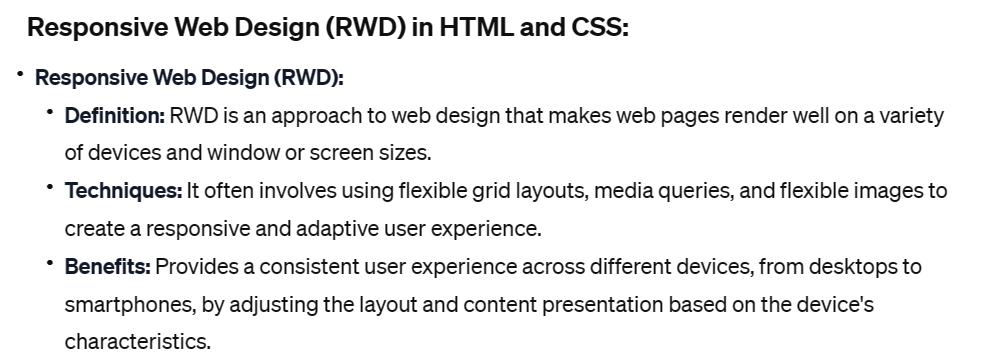 Responsive Web Design (RWD) in HTML and CSS:
• Responsive Web Design (RWD):
• Definition: RWD is an approach to web design that makes web pages render well on a variety
of devices and window or screen sizes.
• Techniques: It often involves using flexible grid layouts, media queries, and flexible images to
create a responsive and adaptive user experience.
• Benefits: Provides a consistent user experience across different devices, from desktops to
smartphones, by adjusting the layout and content presentation based on the device's
characteristics.